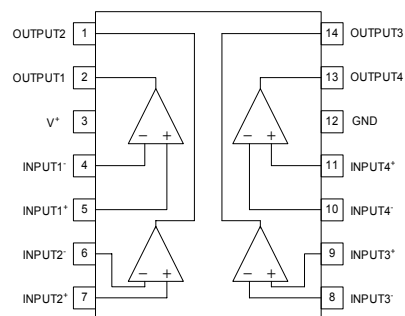 OUTPUT2 1 14 OUTPUT3
OUTPUT1 2 13 OUTPUT4
V+ 3 12 GND
INPUT1- 4 11 INPUT4+
INPUT1+ 5 10 INPUT4-
INPUT2- 6 9 INPUT3+
INPUT2+ 7 8 INPUT3-
- + - +
- + - +